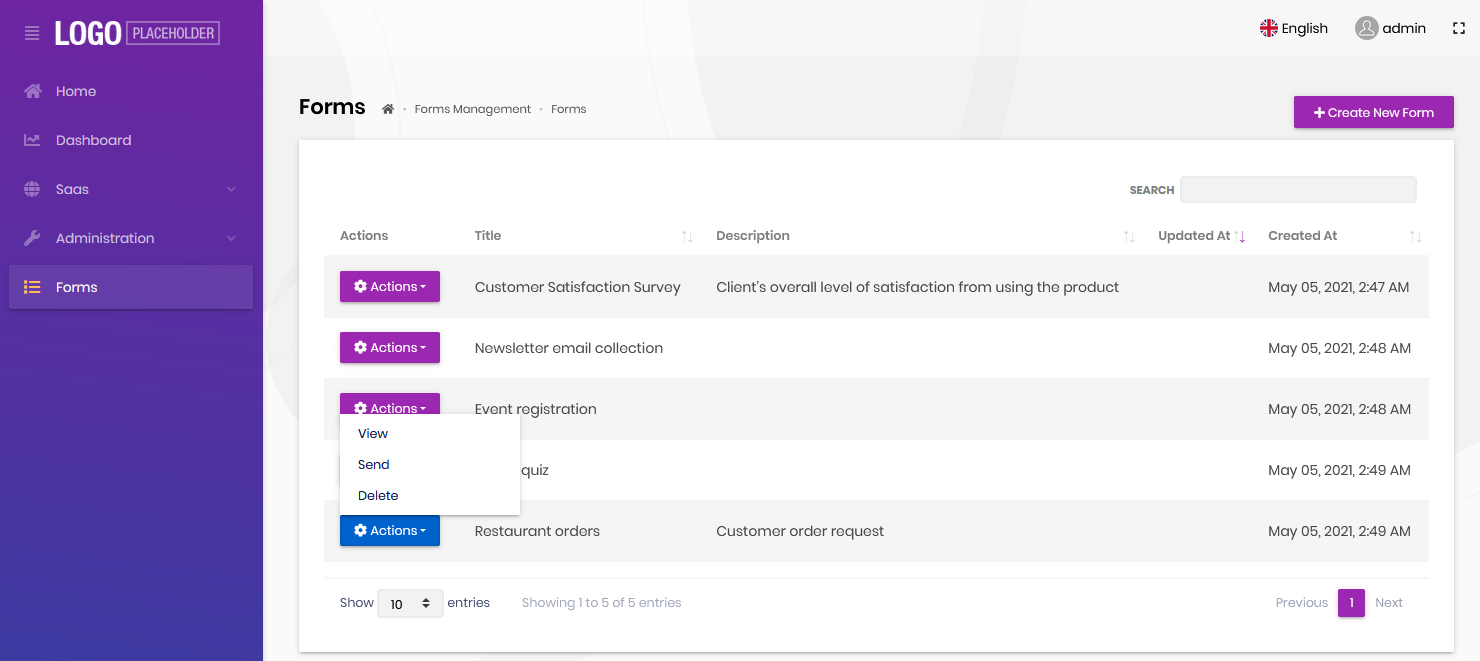 LOGO PLACEHOLDER
English
admin
Home
Dashboard
Saas
Administration
Forms
Forms
Forms Management
Forms
Create New Form
SEARCH
Actions Title Description Updated At Created At
Actions Customer Satisfaction Survey Client's overall level of satisfaction from using the product May 05, 2021, 2:47 AM
Actions Newsletter email collection May 05, 2021, 2:48 AM
Actions Event registration May 05, 2021, 2:48 AM
View
Send
Delete
quiz May 05, 2021, 2:49 AM
Actions Restaurant orders Customer order request May 05, 2021, 2:49 AM
Show 10 entries Showing 1 to 5 of 5 entries Previous 1 Next